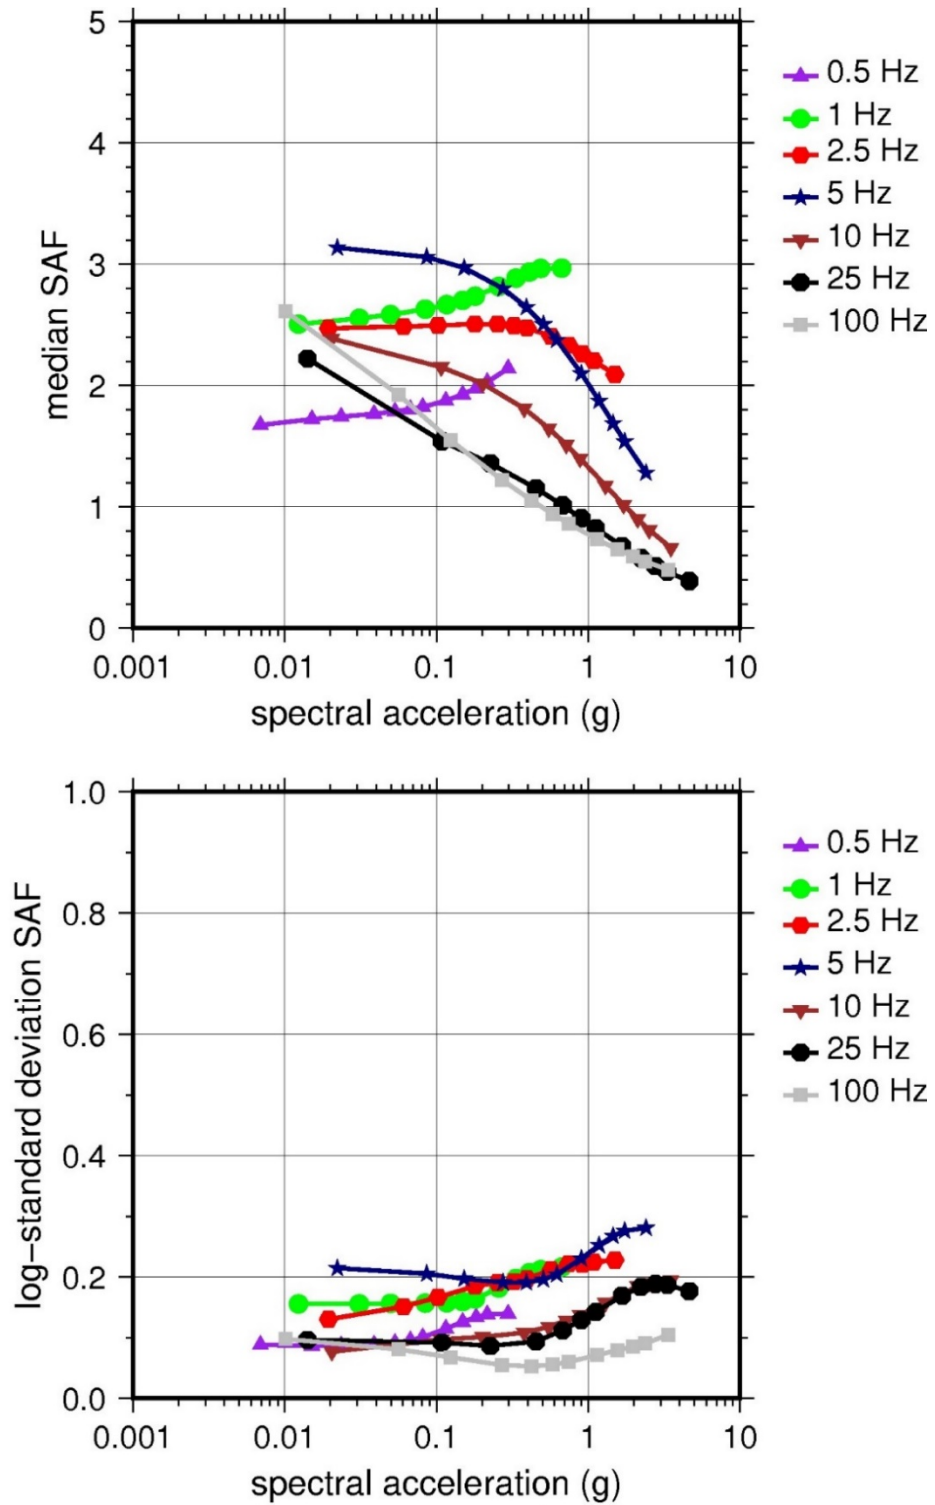 5
4
3
2
1
0
median SAF
0.001 0.01 0.1 1 10
spectral acceleration (g)
0.5 Hz
1 Hz
2.5 Hz
5 Hz
10 Hz
25 Hz
100 Hz
1.0
0.8
0.6
0.4
0.2
0.0
log-standard deviation SAF
0.001 0.01 0.1 1 10
spectral acceleration (g)
0.5 Hz
1 Hz
2.5 Hz
5 Hz
10 Hz
25 Hz
100 Hz